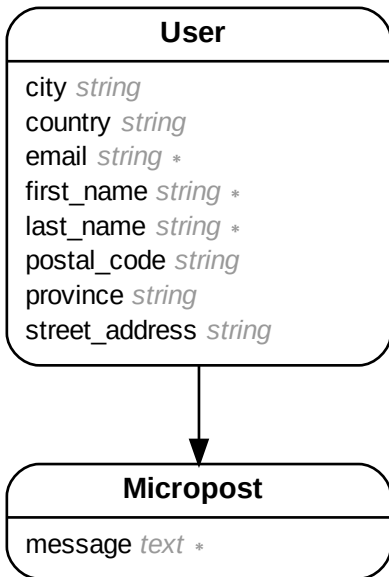 User
city string
country string
email string *
first_name string *
last_name string *
postal_code string
province string
street_address string
Micropost
message text *